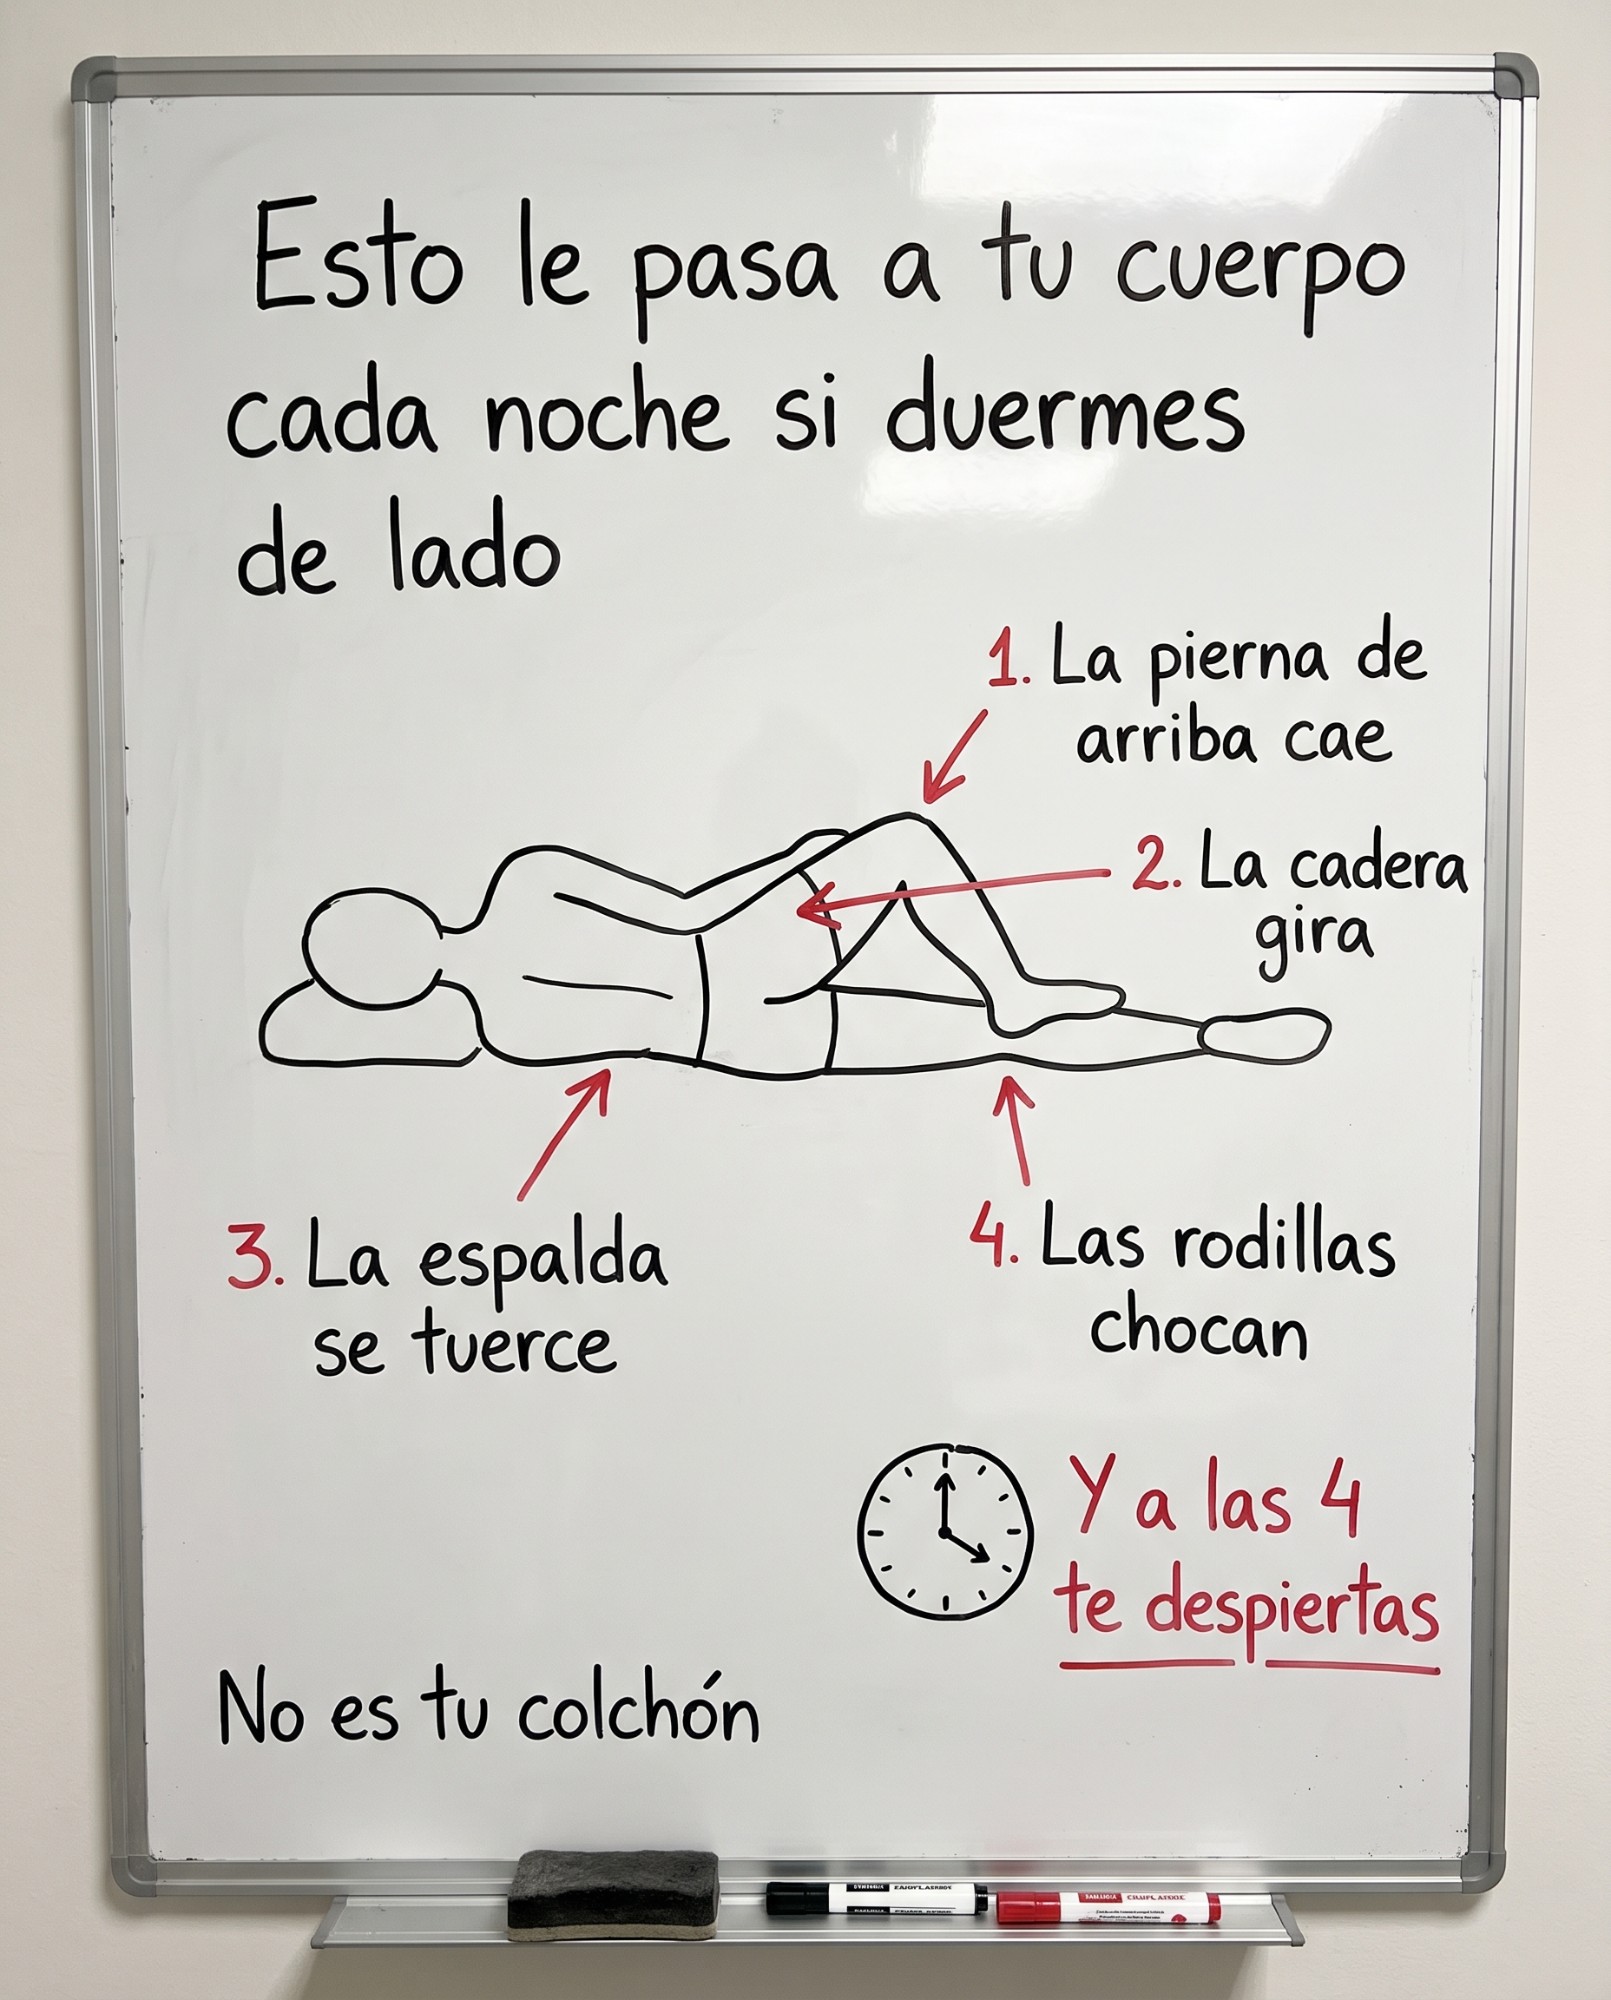 Esto le pasa a tu cuerpo
cada noche si duermes
de lado
1. La pierna de
arriba cae
2. La cadera
gira
3. La espalda
se tuerce
4. Las rodillas
chocan
Y a las 4
te despiertas
No es tu colchón